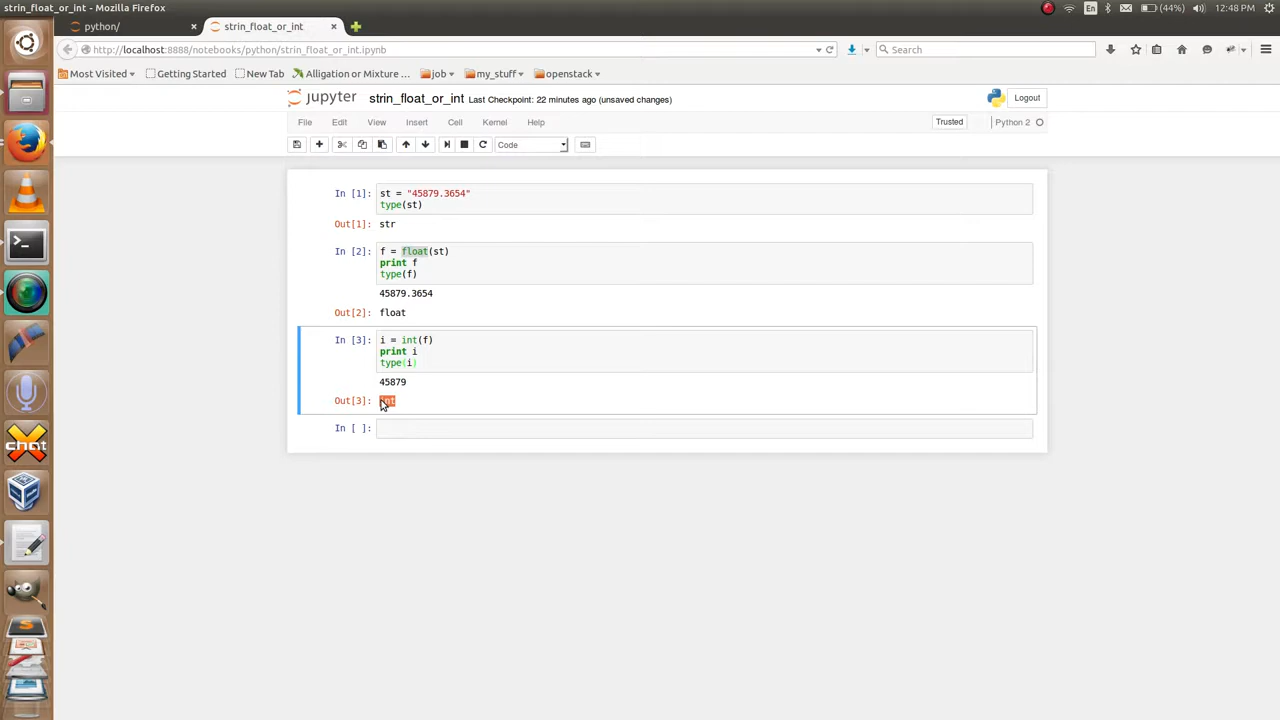 strin_float_or_int - Mozilla Firefox
En
(44%)
12:48 PM
python/
strin_float_or_int
http://localhost:8888/notebooks/python/strin_float_or_int.ipynb
Search
Most Visited
Getting Started
New Tab
Alligation or Mixture ...
job
my_stuff
openstack
jupyter
strin_float_or_int Last Checkpoint: 22 minutes ago (unsaved changes)
Logout
File Edit View Insert Cell Kernel Help
Trusted
Python 2
Code
In [1]: st = "45879.3654"
type(st)
Out[1]: str
In [2]: f = float(st)
print f
type(f)
45879.3654
Out[2]: float
In [3]: i = int(f)
print i
type(i)
45879
Out[3]: int
In [ ]:
chat
S